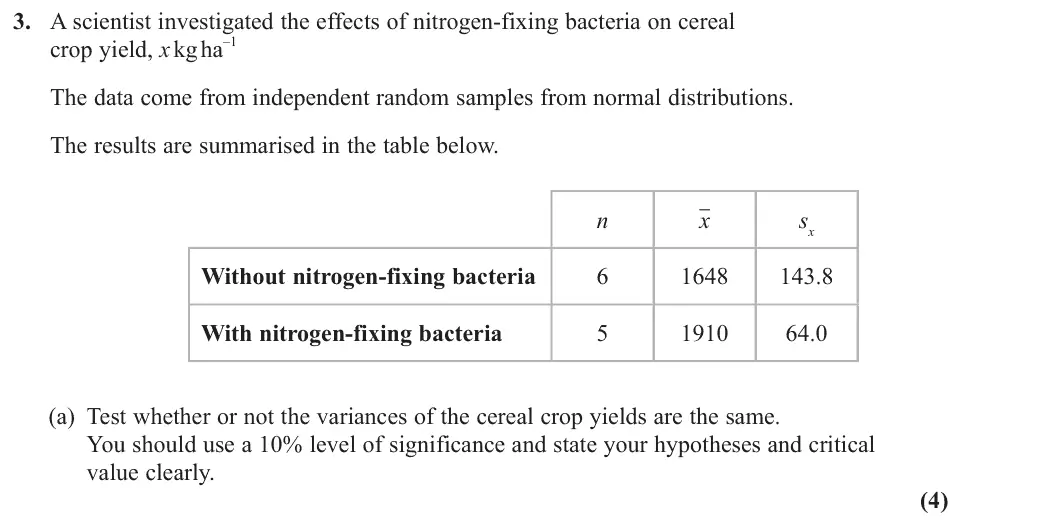 3. A scientist investigated the effects of nitrogen-fixing bacteria on cereal
crop yield, x kg ha⁻¹
The data come from independent random samples from normal distributions.
The results are summarised in the table below.
n x̄ sₓ
Without nitrogen-fixing bacteria 6 1648 143.8
With nitrogen-fixing bacteria 5 1910 64.0
(a) Test whether or not the variances of the cereal crop yields are the same.
You should use a 10% level of significance and state your hypotheses and critical
value clearly.
(4)